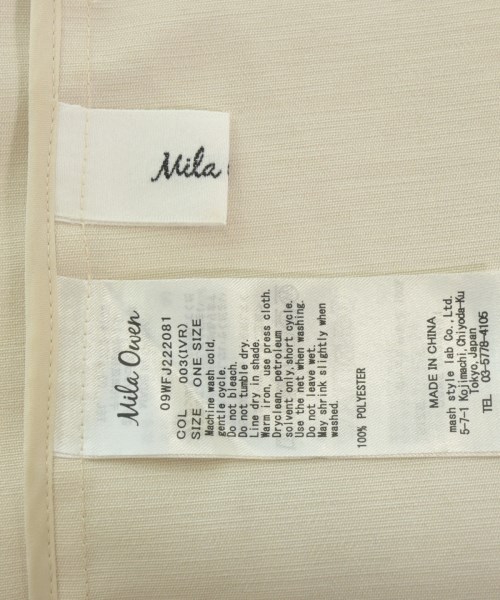 Mila
Mila Owen
09WFJ222081
COL 003(IVR)
SIZE ONE SIZE
Machine wash cold,
gentle cycle.
Do not bleach.
Do not tumble dry.
Line dry in shade.
Warm iron, use press cloth.
Dryclean, petroleum
solvent only,short cycle.
Use the net when washing.
Do not leave wet.
May shrink slightly when
washed.
100% POLYESTER
MADE IN CHINA
mash style lab Co.,Ltd.
5-7-1 Kojimachi,Chiyoda-Ku
Tokyo, Japan
TEL 03-5778-4105